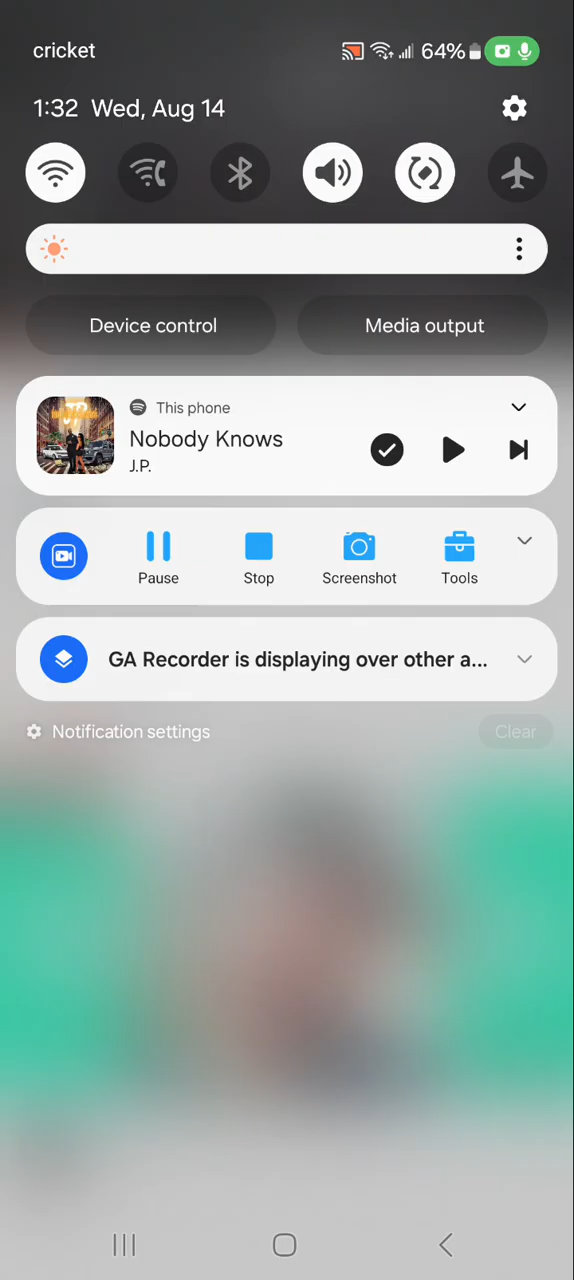 cricket
64%
1:32 Wed, Aug 14
Device control
Media output
This phone
Nobody Knows
J.P.
Pause
Stop
Screenshot
Tools
GA Recorder is displaying over other a...
Notification settings
Clear